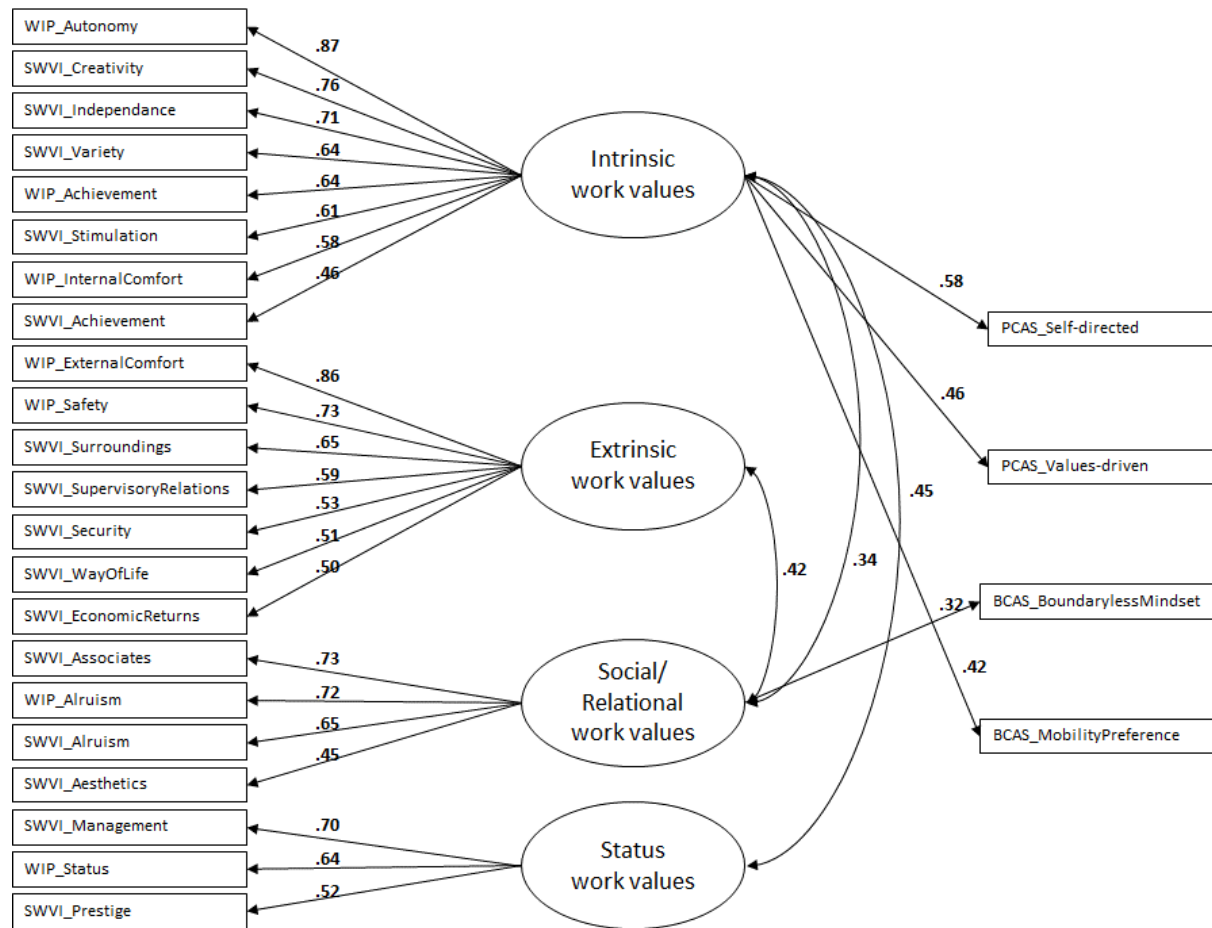 WIP_Autonomy
SWVI_Creativity
SWVI_Independance
SWVI_Variety
WIP_Achievement
SWVI_Stimulation
WIP_InternalComfort
SWVI_Achievement
WIP_ExternalComfort
WIP_Safety
SWVI_Surroundings
SWVI_SupervisoryRelations
SWVI_Security
SWVI_WayOfLife
SWVI_EconomicReturns
SWVI_Associates
WIP_Alruism
SWVI_Alruism
SWVI_Aesthetics
SWVI_Management
WIP_Status
SWVI_Prestige
.87
.76
.71
.64
.64
.61
.58
.46
.86
.73
.65
.59
.53
.51
.50
.73
.72
.65
.45
.70
.64
.52
Intrinsic
work values
Extrinsic
work values
Social/
Relational
work values
Status
work values
.42
.34
.45
.58
.46
.32
.42
PCAS_Self-directed
PCAS_Values-driven
BCAS_BoundarylessMindset
BCAS_MobilityPreference